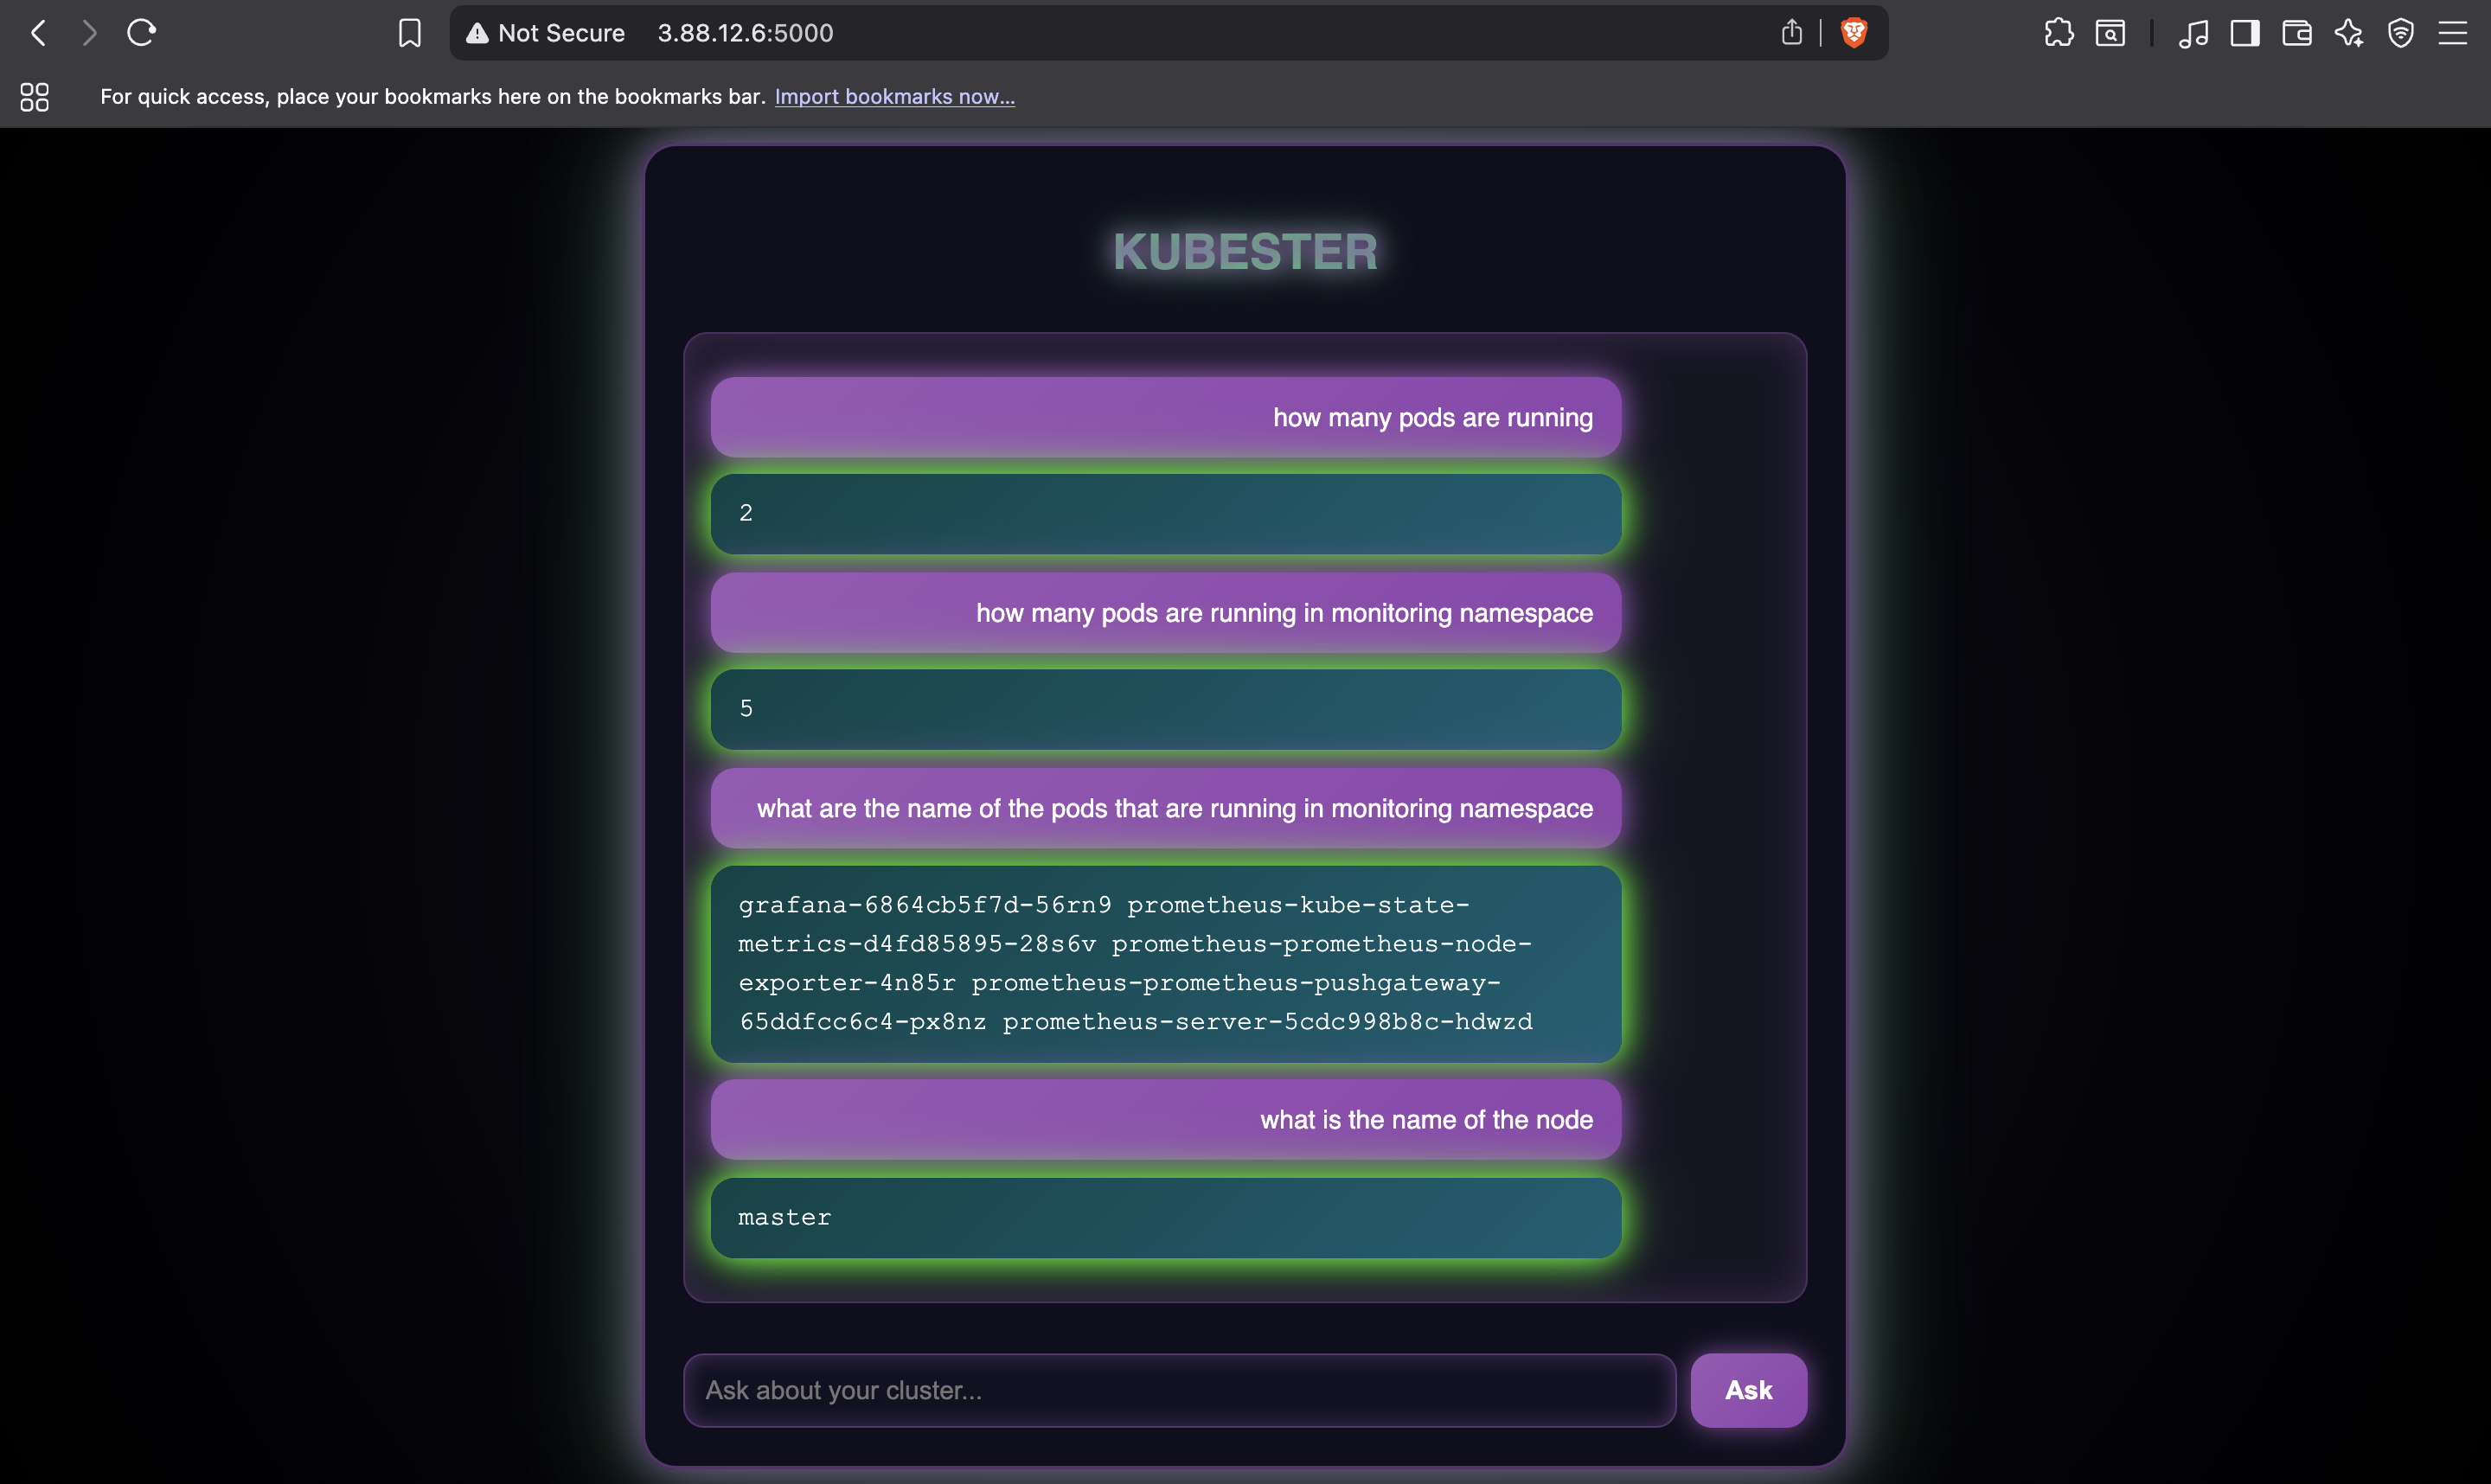 Not Secure 3.88.12.6:5000
For quick access, place your bookmarks here on the bookmarks bar. Import bookmarks now...
KUBESTER
how many pods are running
2
how many pods are running in monitoring namespace
5
what are the name of the pods that are running in monitoring namespace
grafana-6864cb5f7d-56rn9 prometheus-kube-state-
metrics-d4fd85895-28s6v prometheus-prometheus-node-
exporter-4n85r prometheus-prometheus-pushgateway-
65ddfcc6c4-px8nz prometheus-server-5cdc998b8c-hdwzd
what is the name of the node
master
Ask about your cluster...
Ask